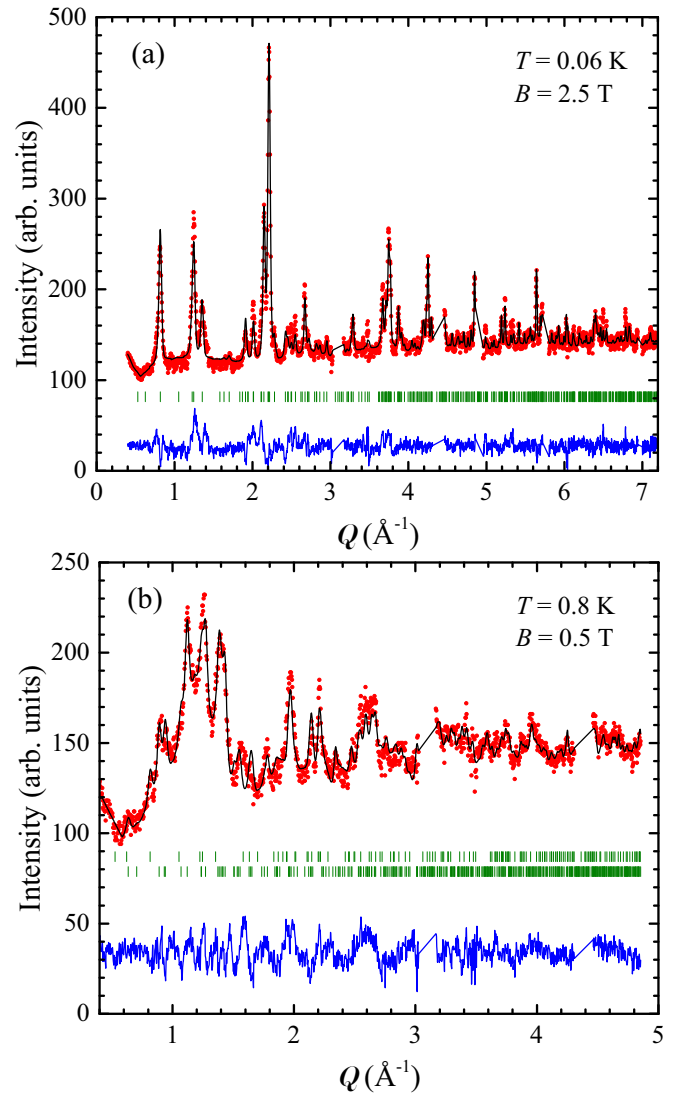 (a)
T = 0.06 K
B = 2.5 T
Intensity (arb. units)
500
400
300
200
100
0
0 1 2 3 4 5 6 7
Q (Å⁻¹)
(b)
T = 0.8 K
B = 0.5 T
Intensity (arb. units)
250
200
150
100
50
0
1 2 3 4 5
Q (Å⁻¹)